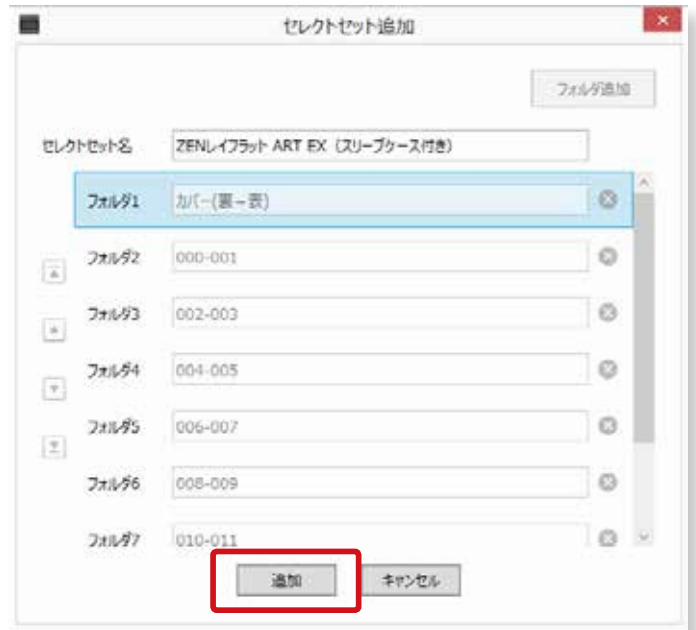 セレクトセット追加
フォルダ追加
セレクトセット名 ZENレイフラット ART EX（スリーブケース付き）
フォルダ1 カバー(裏−表)
フォルダ2 000-001
フォルダ3 002-003
フォルダ4 004-005
フォルダ5 006-007
フォルダ6 008-009
フォルダ7 010-011
追加 キャンセル